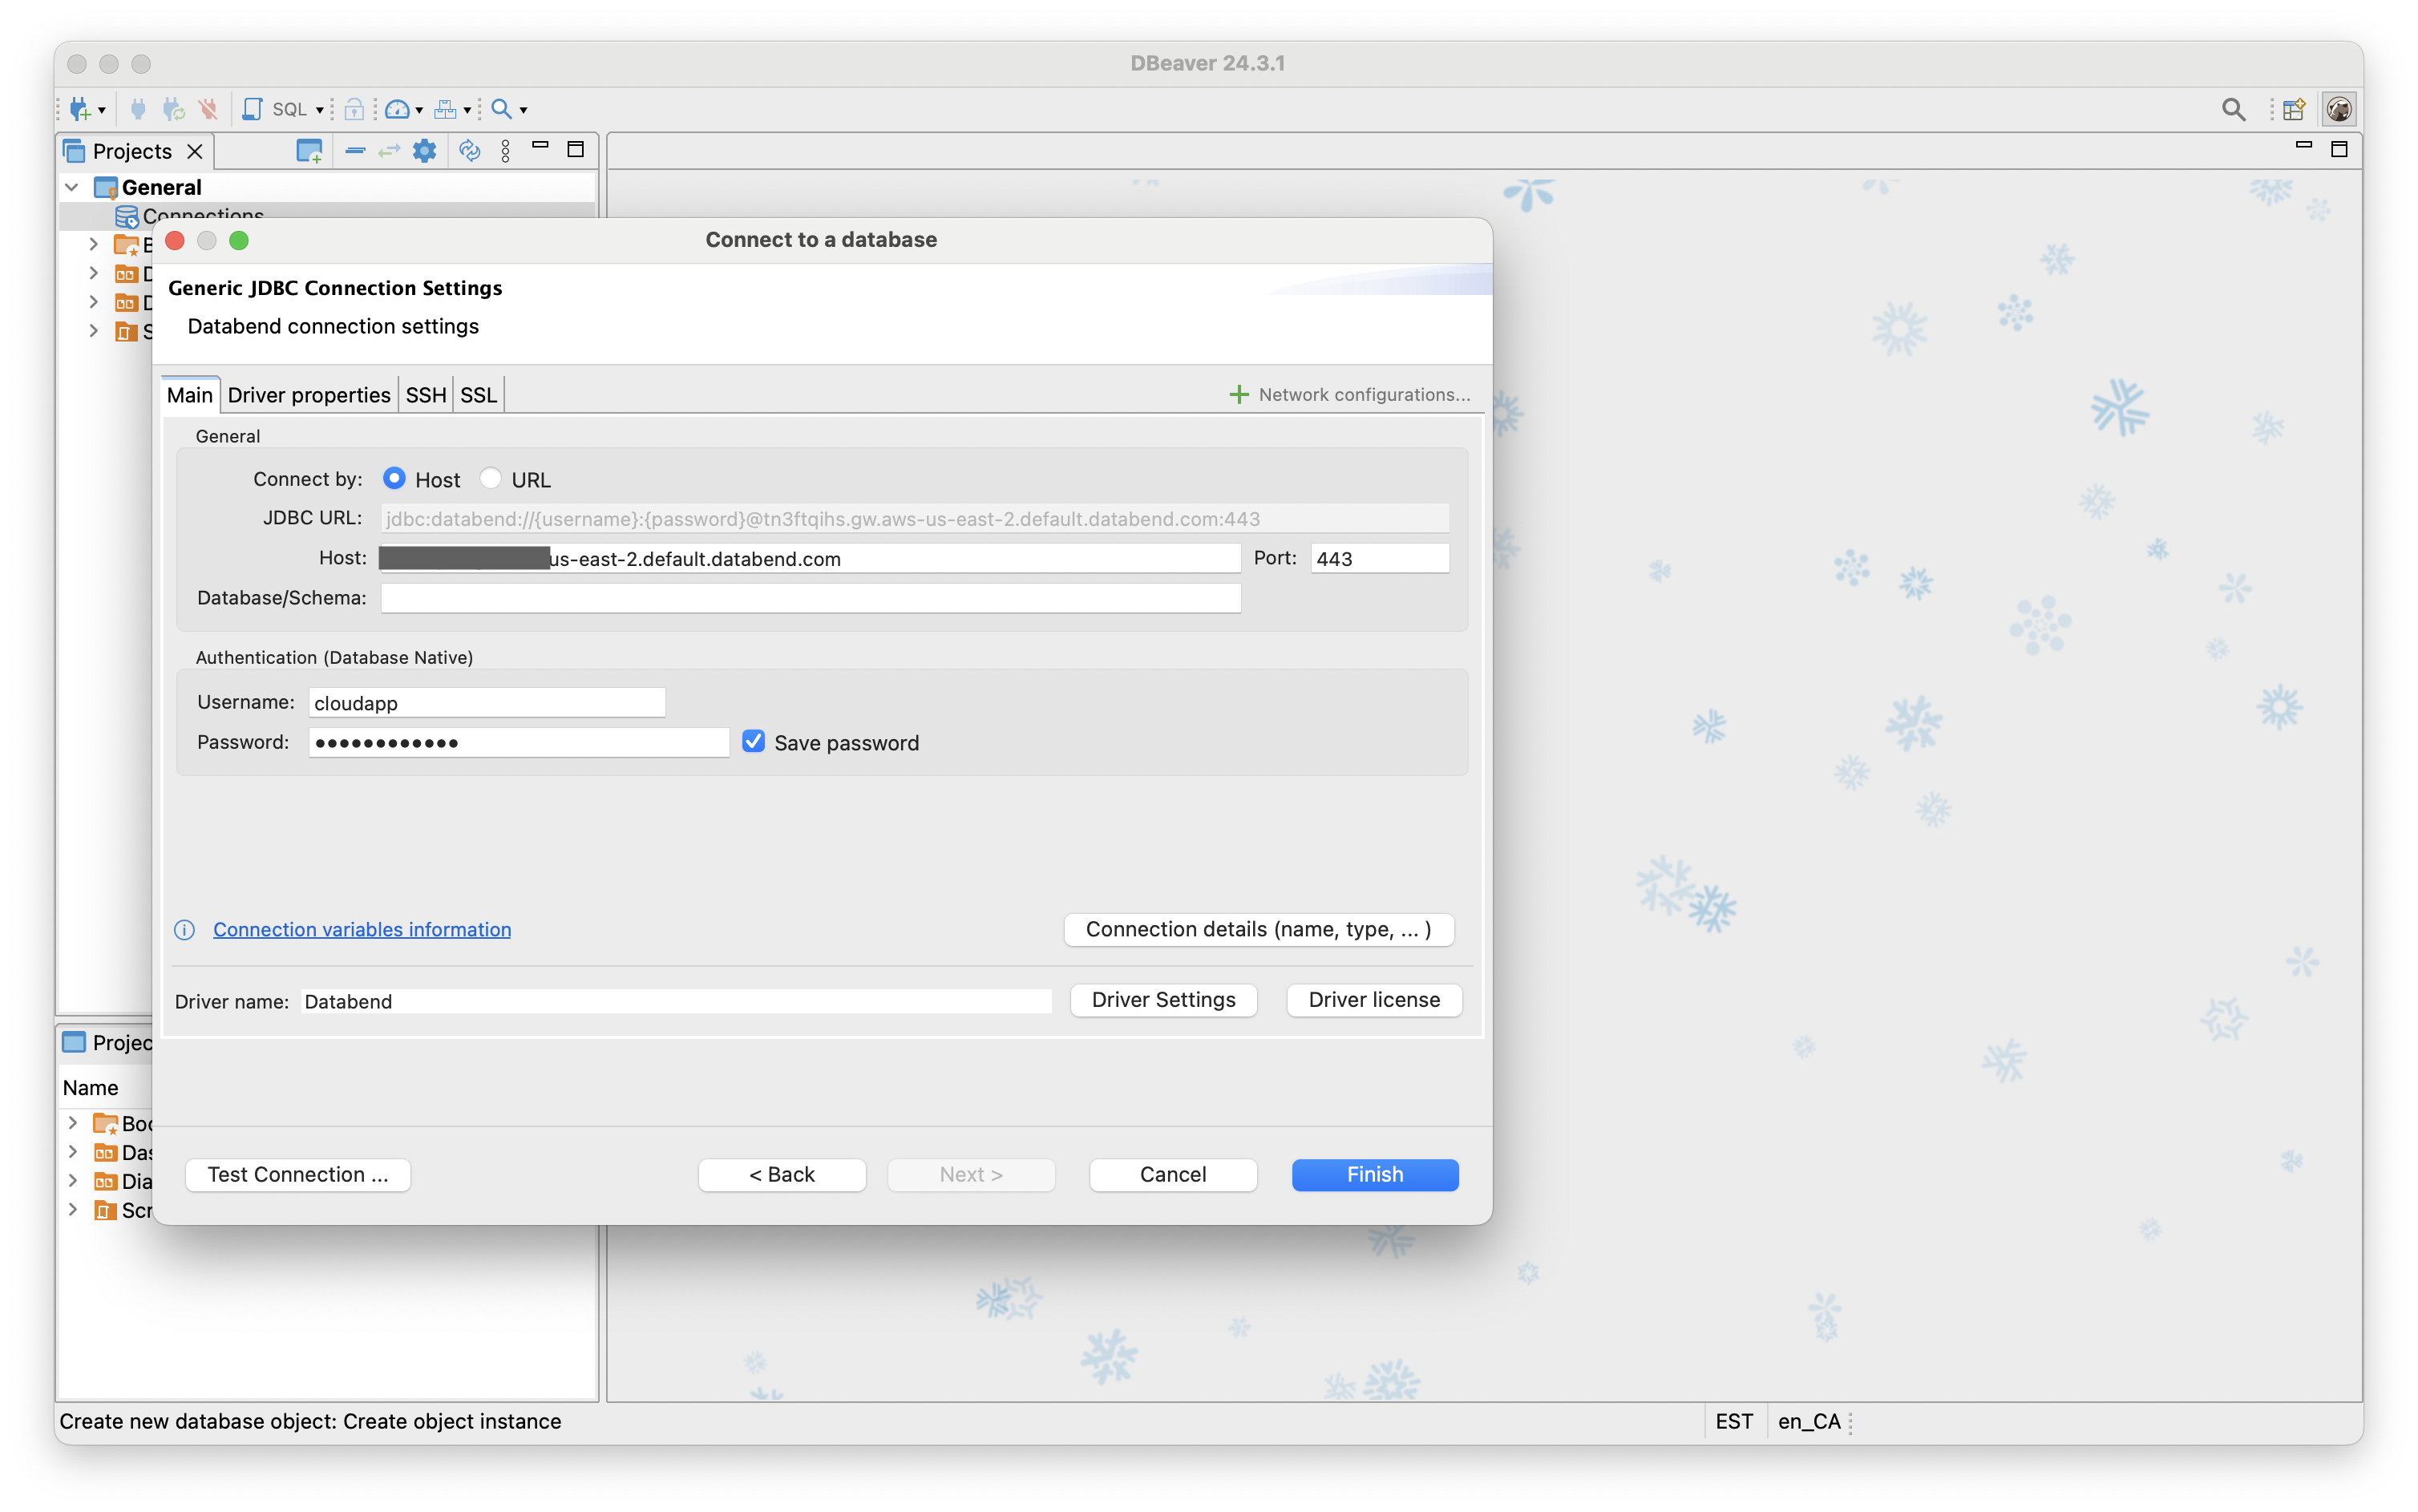 DBeaver 24.3.1
SQL
Projects
General
Connections
Connect to a database
Generic JDBC Connection Settings
Databend connection settings
Main
Driver properties
SSH
SSL
Network configurations...
General
Connect by:
Host
URL
JDBC URL:
jdbc:databend://{username}:{password}@tn3ftqihs.gw.aws-us-east-2.default.databend.com:443
Host:
us-east-2.default.databend.com
Port:
443
Database/Schema:
Authentication (Database Native)
Username:
cloudapp
Password:
●●●●●●●●●●●●
Save password
Connection variables information
Connection details (name, type, ... )
Driver name:
Databend
Driver Settings
Driver license
Projec
Name
Boo
Das
Dia
Scr
Test Connection ...
< Back
Next >
Cancel
Finish
Create new database object: Create object instance
EST
en_CA